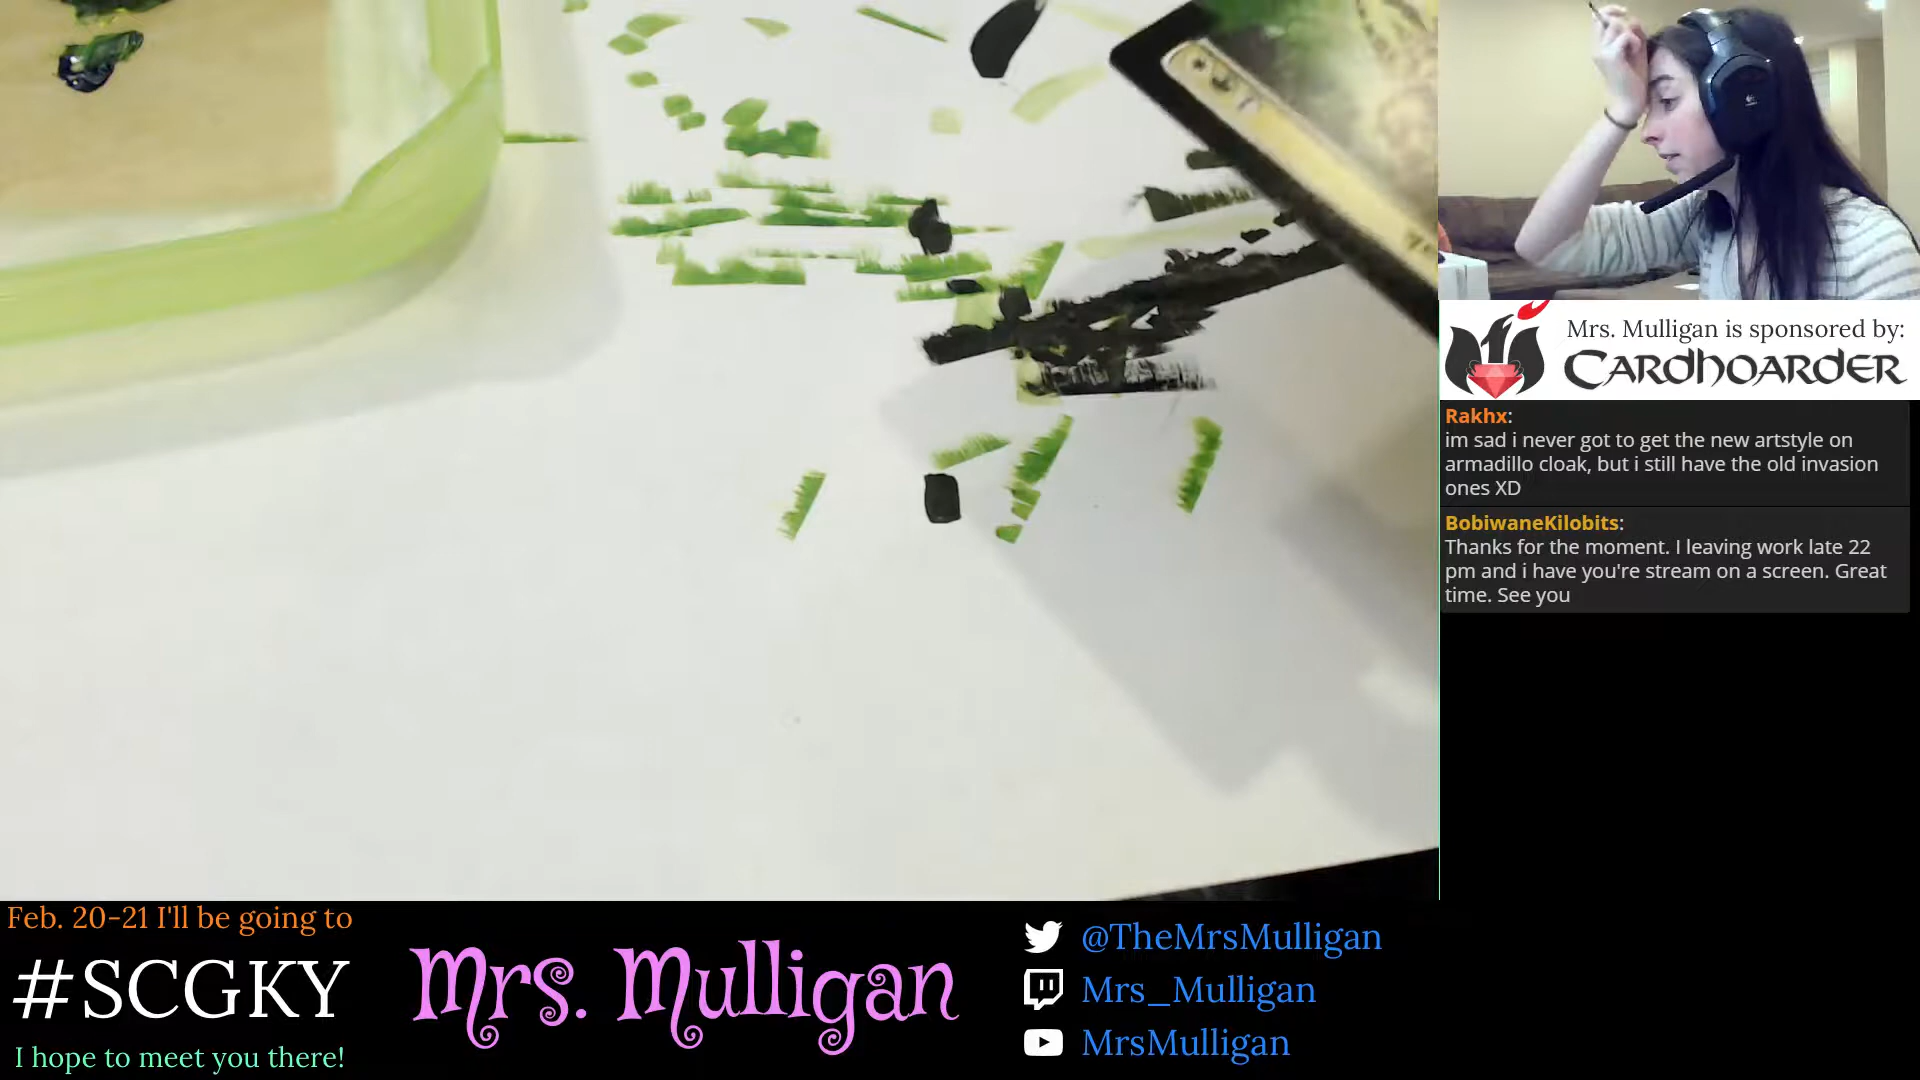 Mrs. Mulligan is sponsored by:
CARDHOARDER
Rakhx:
im sad i never got to get the new artstyle on
armadillo cloak, but i still have the old invasion
ones XD
BobiwaneKilobits:
Thanks for the moment. I leaving work late 22
pm and i have you're stream on a screen. Great
time. See you
Feb. 20-21 I'll be going to
#SCGKY
I hope to meet you there!
Mrs. Mulligan
@TheMrsMulligan
Mrs_Mulligan
MrsMulligan